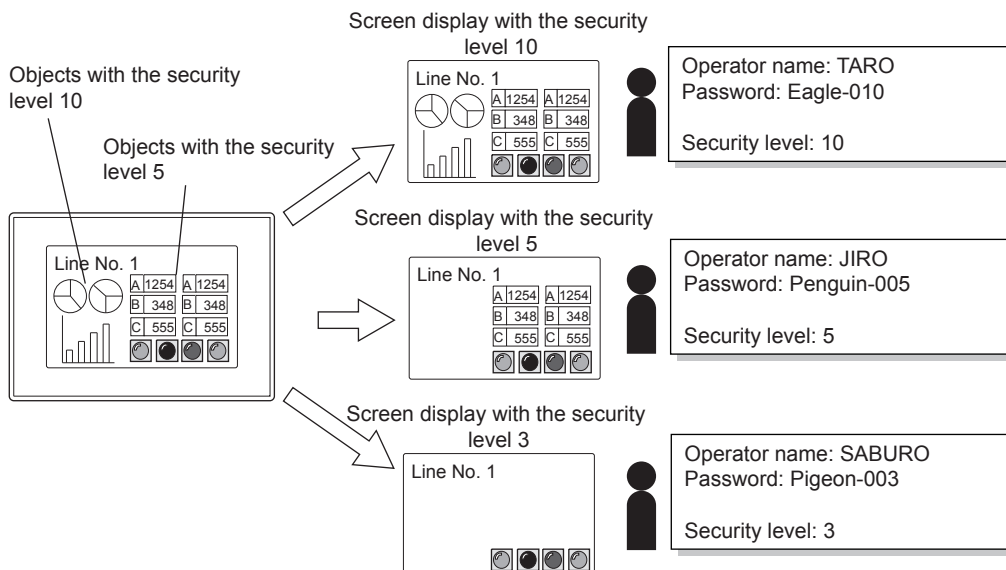 Screen display with the security
level 10
Objects with the security
level 10
Objects with the security
level 5
Line No. 1
A 1254 A 1254
B 348 B 348
C 555 C 555
Operator name: TARO
Password: Eagle-010
Security level: 10
Line No. 1
A 1254 A 1254
B 348 B 348
C 555 C 555
Screen display with the security
level 5
Line No. 1
A 1254 A 1254
B 348 B 348
C 555 C 555
Operator name: JIRO
Password: Penguin-005
Security level: 5
Screen display with the security
level 3
Line No. 1
Operator name: SABURO
Password: Pigeon-003
Security level: 3